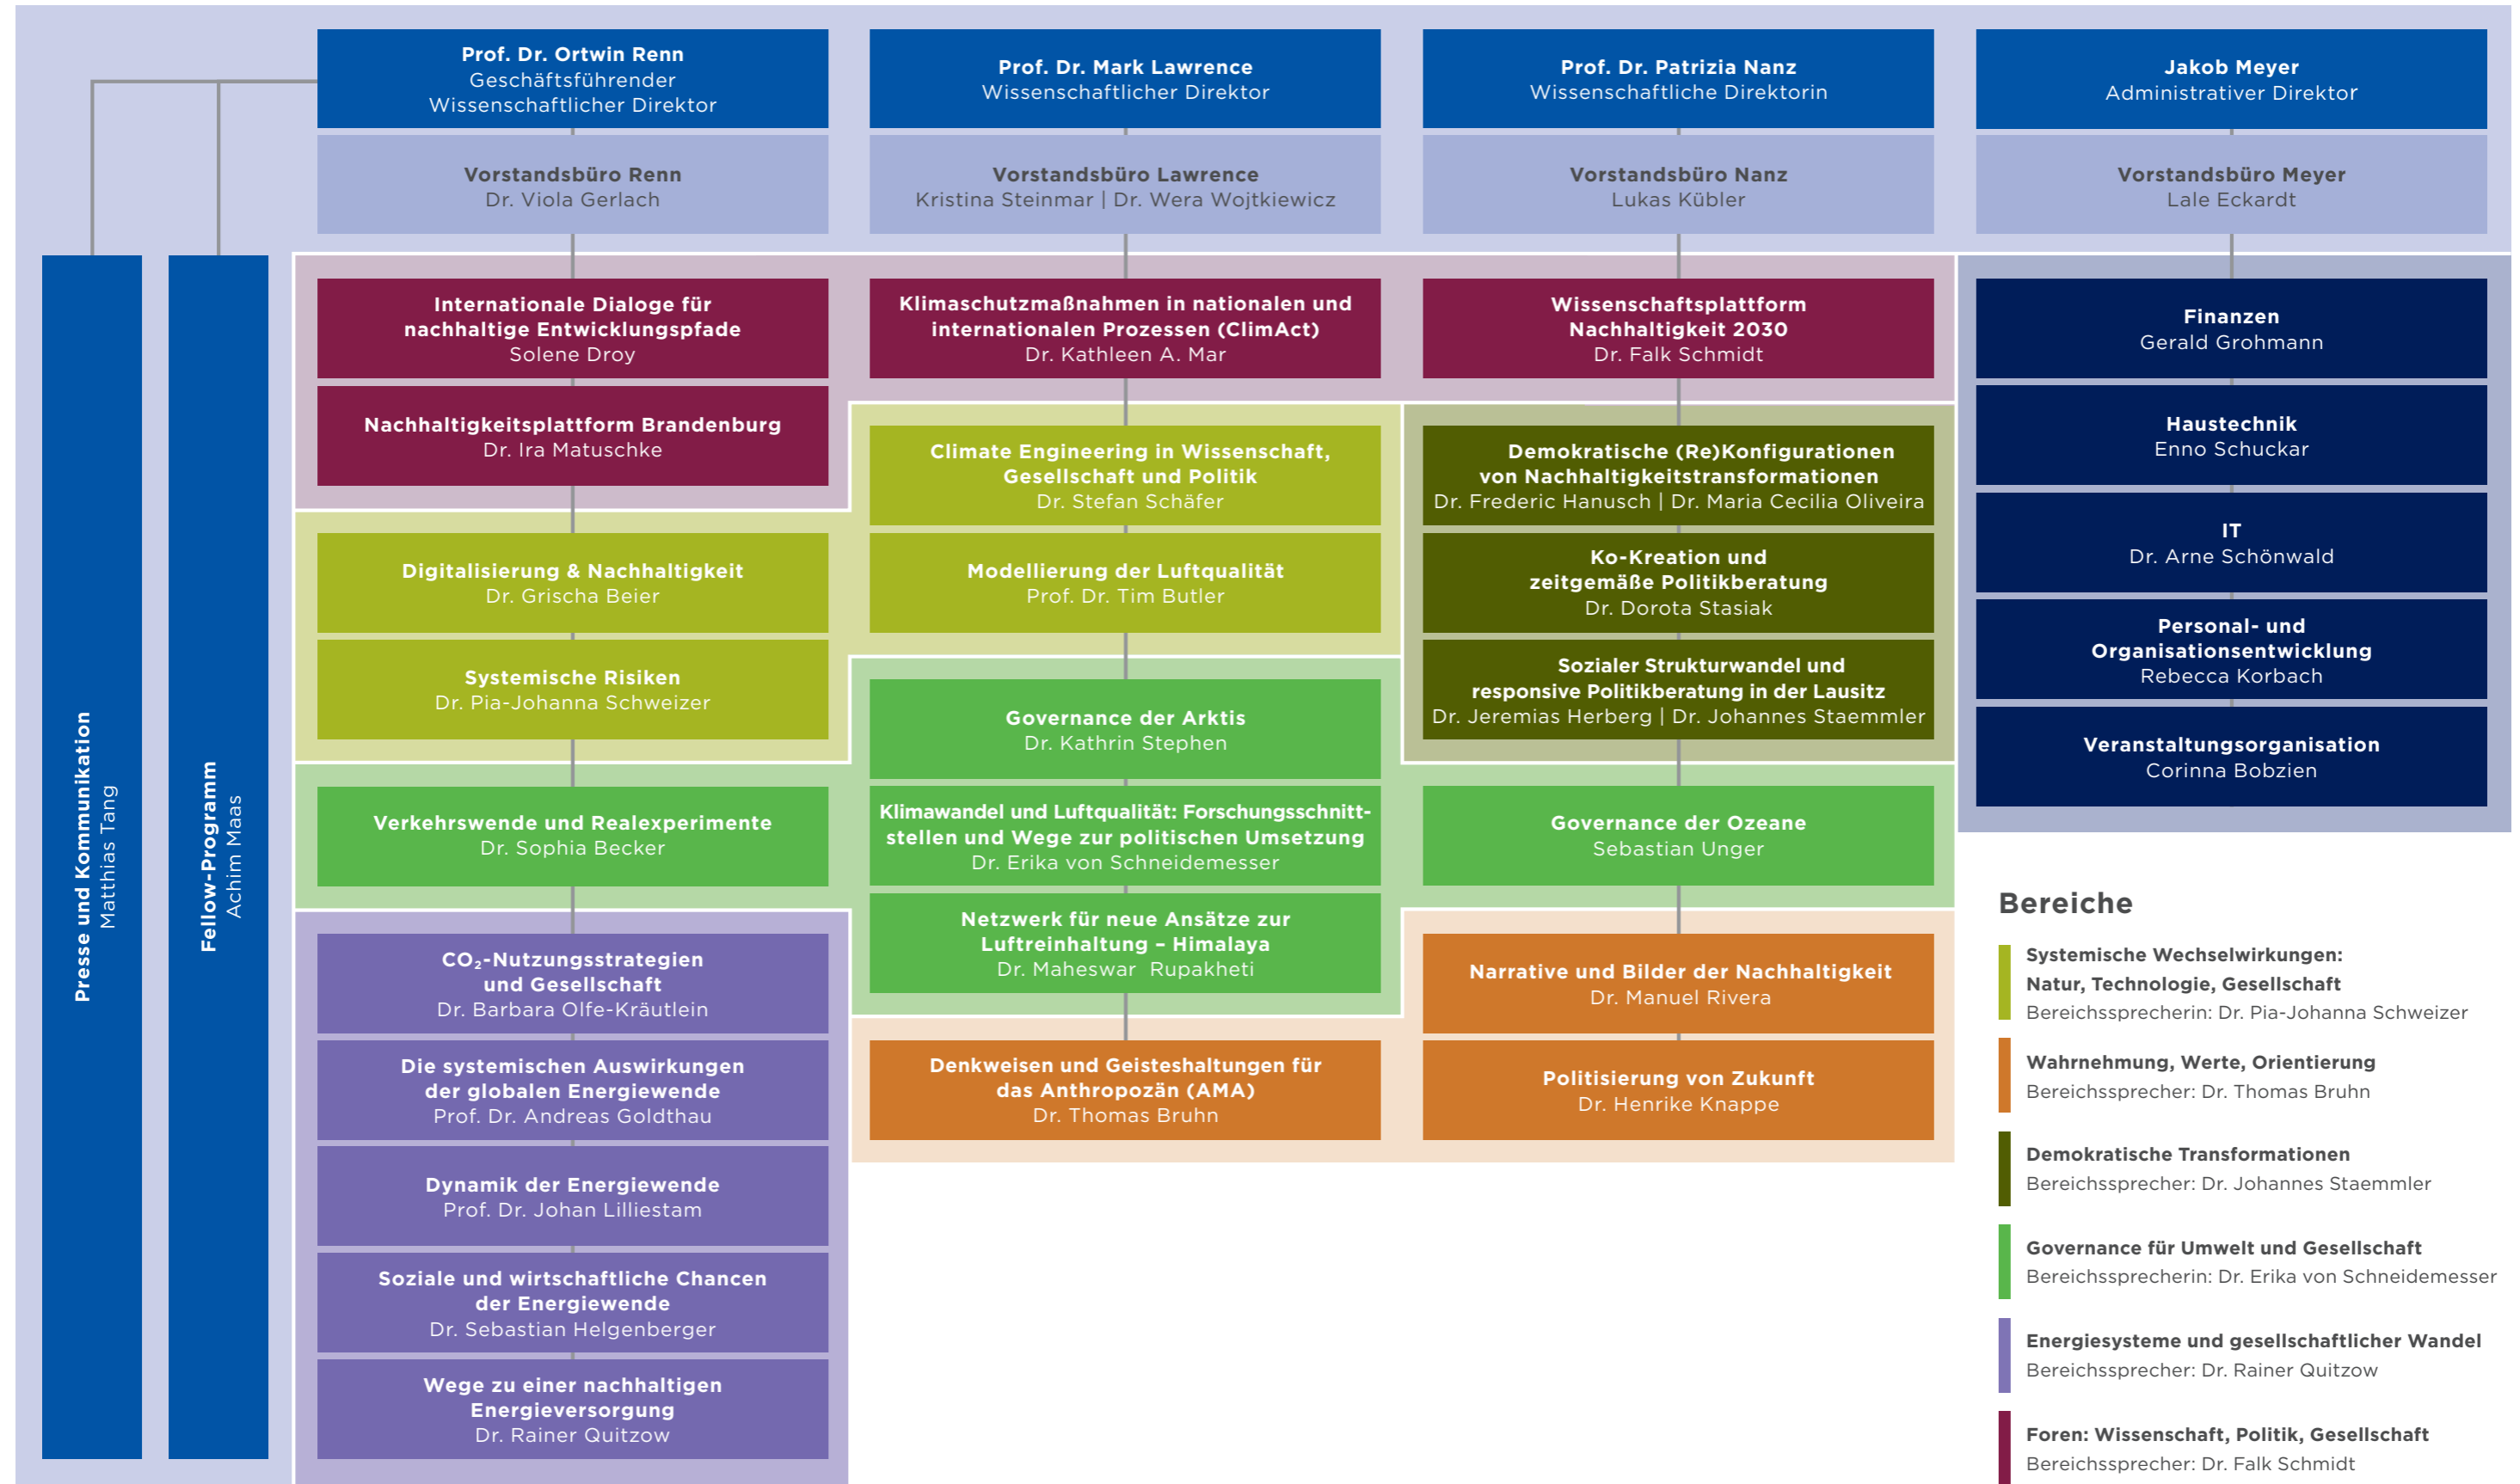 Prof. Dr. Ortwin Renn
Geschäftsführender
Wissenschaftlicher Direktor
Prof. Dr. Mark Lawrence
Wissenschaftlicher Direktor
Prof. Dr. Patrizia Nanz
Wissenschaftliche Direktorin
Jakob Meyer
Administrativer Direktor
Vorstandsbüro Renn
Dr. Viola Gerlach
Vorstandsbüro Lawrence
Kristina Steinmar | Dr. Wera Wojtkiewicz
Vorstandsbüro Nanz
Lukas Kübler
Vorstandsbüro Meyer
Lale Eckardt
Presse und Kommunikation
Matthias Tang
Fellow-Programm
Achim Maas
Internationale Dialoge für
nachhaltige Entwicklungspfade
Solene Droy
Nachhaltigkeitsplattform Brandenburg
Dr. Ira Matuschke
Digitalisierung & Nachhaltigkeit
Dr. Grischa Beier
Systemische Risiken
Dr. Pia-Johanna Schweizer
Verkehrswende und Realexperimente
Dr. Sophia Becker
CO₂-Nutzungsstrategien
und Gesellschaft
Dr. Barbara Olfe-Kräutlein
Die systemischen Auswirkungen
der globalen Energiewende
Prof. Dr. Andreas Goldthau
Dynamik der Energiewende
Prof. Dr. Johan Lilliestam
Soziale und wirtschaftliche Chancen
der Energiewende
Dr. Sebastian Helgenberger
Wege zu einer nachhaltigen
Energieversorgung
Dr. Rainer Quitzow
Klimaschutzmaßnahmen in nationalen und
internationalen Prozessen (ClimAct)
Dr. Kathleen A. Mar
Climate Engineering in Wissenschaft,
Gesellschaft und Politik
Dr. Stefan Schäfer
Modellierung der Luftqualität
Prof. Dr. Tim Butler
Governance der Arktis
Dr. Kathrin Stephen
Klimawandel und Luftqualität: Forschungsschnitt-
stellen und Wege zur politischen Umsetzung
Dr. Erika von Schneidemesser
Netzwerk für neue Ansätze zur
Luftreinhaltung – Himalaya
Dr. Maheswar Rupakheti
Denkweisen und Geisteshaltungen für
das Anthropozän (AMA)
Dr. Thomas Bruhn
Wissenschaftsplattform
Nachhaltigkeit 2030
Dr. Falk Schmidt
Demokratische (Re)Konfigurationen
von Nachhaltigkeitstransformationen
Dr. Frederic Hanusch | Dr. Maria Cecilia Oliveira
Ko-Kreation und
zeitgemäße Politikberatung
Dr. Dorota Stasiak
Sozialer Strukturwandel und
responsive Politikberatung in der Lausitz
Dr. Jeremias Herberg | Dr. Johannes Staemmler
Governance der Ozeane
Sebastian Unger
Narrative und Bilder der Nachhaltigkeit
Dr. Manuel Rivera
Politisierung von Zukunft
Dr. Henrike Knappe
Finanzen
Gerald Grohmann
Haustechnik
Enno Schuckar
IT
Dr. Arne Schönwald
Personal- und
Organisationsentwicklung
Rebecca Korbach
Veranstaltungsorganisation
Corinna Bobzien
Bereiche
Systemische Wechselwirkungen:
Natur, Technologie, Gesellschaft
Bereichssprecherin: Dr. Pia-Johanna Schweizer
Wahrnehmung, Werte, Orientierung
Bereichssprecher: Dr. Thomas Bruhn
Demokratische Transformationen
Bereichssprecher: Dr. Johannes Staemmler
Governance für Umwelt und Gesellschaft
Bereichssprecherin: Dr. Erika von Schneidemesser
Energiesysteme und gesellschaftlicher Wandel
Bereichssprecher: Dr. Rainer Quitzow
Foren: Wissenschaft, Politik, Gesellschaft
Bereichssprecher: Dr. Falk Schmidt